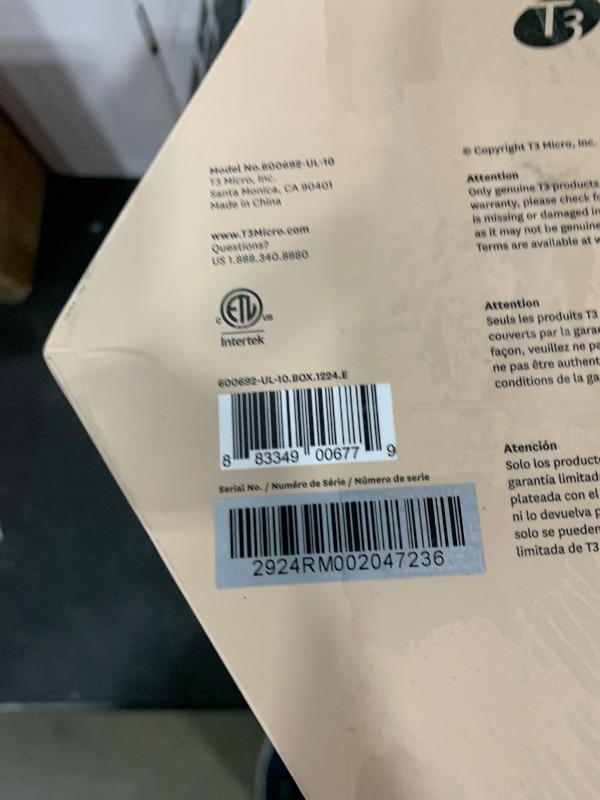 T3
Model No.600692-UL-10
T3 Micro, Inc.
Santa Monica, CA 90401
Made in China
www.T3Micro.com
Questions?
US 1.888.340.8880
C ETL US
Intertek
600692-UL-10.BOX.1224.E
8 83349 00677 9
Serial No. / Numéro de Série / Número de serie
2924RM002047236
© Copyright T3 Micro, Inc.
Attention
Only genuine T3 products
warranty, please check
is missing or damaged
as it may not be genuine
Terms are available at
Attention
Seuls les produits T3
couverts par la
façon, veuillez ne
ne pas être
conditions de la
Atención
Solo los
garantía
plateada con el
ni lo devuelva
solo se pueden
limitada de T3